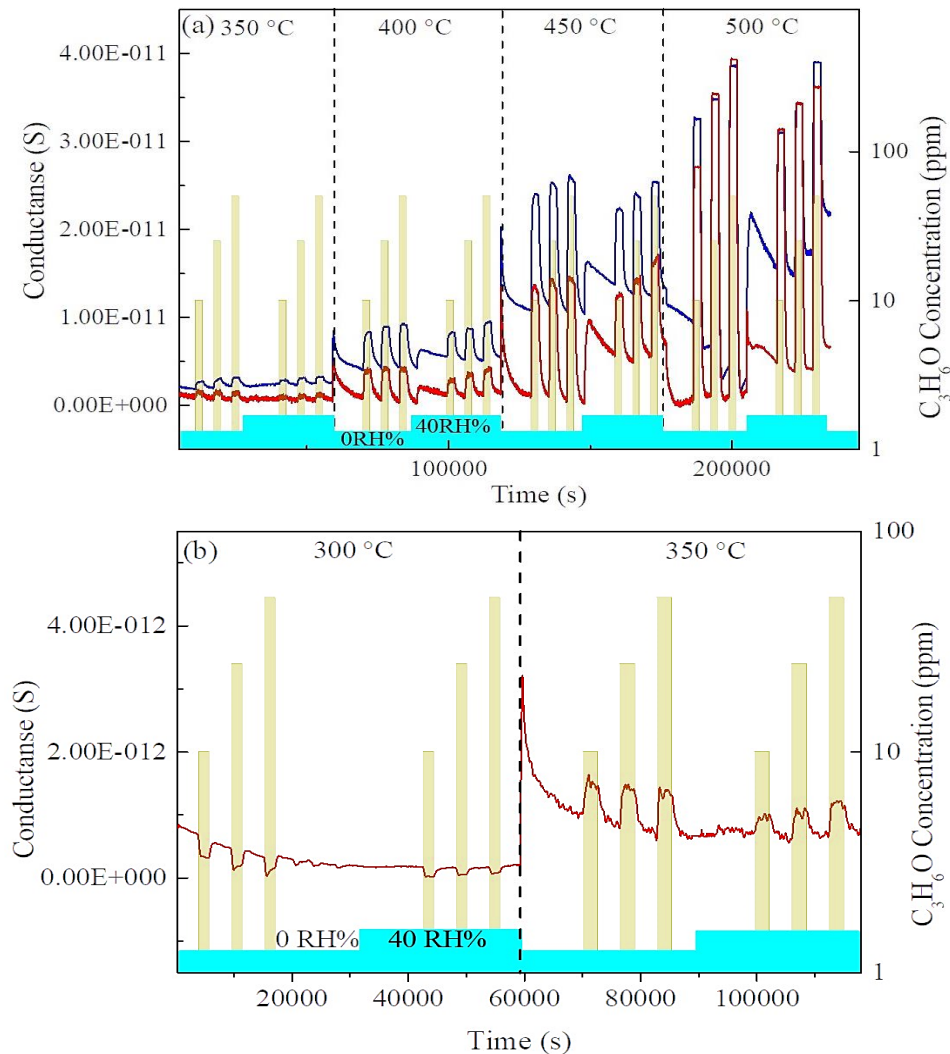 (a) 350 °C 400 °C 450 °C 500 °C
4.00E-011
3.00E-011
2.00E-011
1.00E-011
0.00E+000
Conductanse (S)
100
10
1
C₃H₆O Concentration (ppm)
0RH% 40RH%
100000 200000
Time (s)
(b) 300 °C 350 °C
4.00E-012
2.00E-012
0.00E+000
Conductanse (S)
100
10
1
C₃H₆O Concentration (ppm)
0 RH% 40 RH%
20000 40000 60000 80000 100000
Time (s)